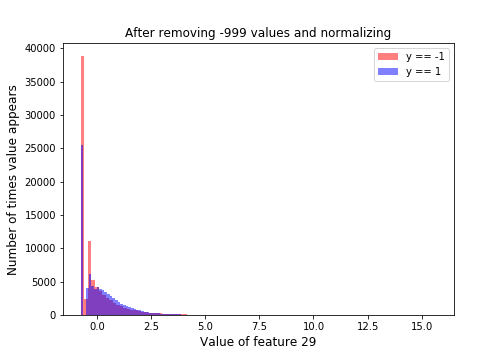 After removing -999 values and normalizing
y == -1
y == 1
Number of times value appears
40000
35000
30000
25000
20000
15000
10000
5000
0
0.0 2.5 5.0 7.5 10.0 12.5 15.0
Value of feature 29